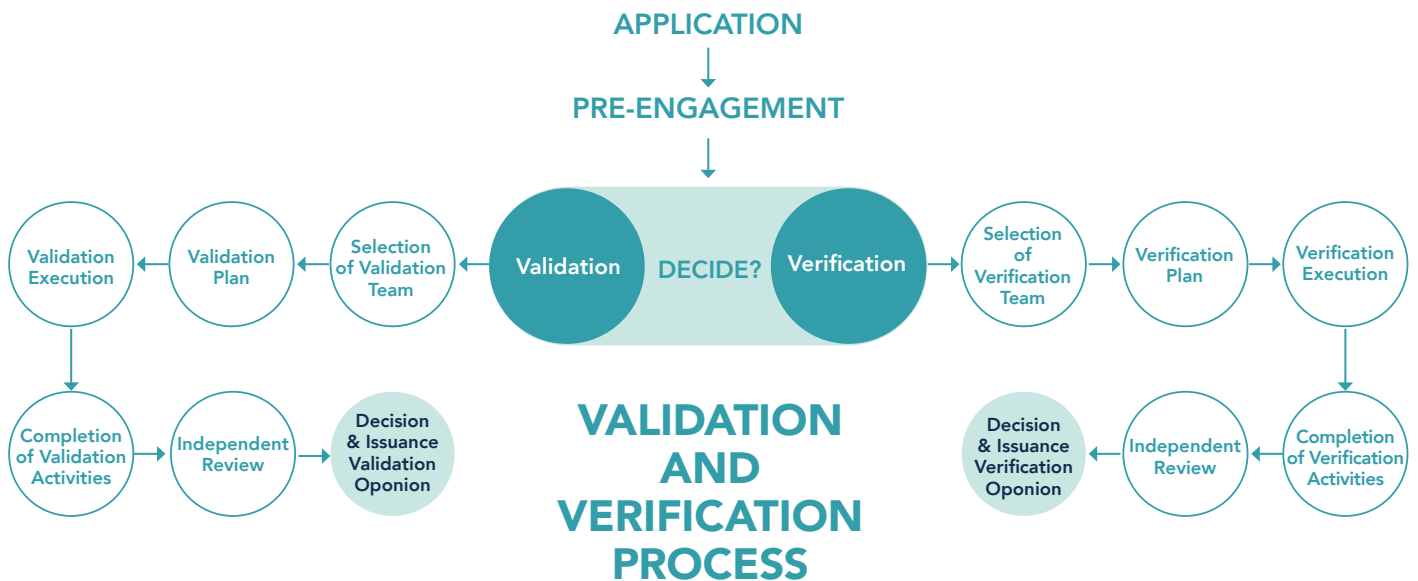 APPLICATION
PRE-ENGAGEMENT
Validation
Execution
Validation
Plan
Selection
of Validation
Team
Validation
DECIDE?
Verification
Selection
of
Verification
Team
Verification
Plan
Verification
Execution
Completion
of Validation
Activities
Independent
Review
Decision
& Issuance
Validation
Oponion
VALIDATION
AND
VERIFICATION
PROCESS
Decision
& Issuance
Verification
Oponion
Independent
Review
Completion
of Verification
Activities